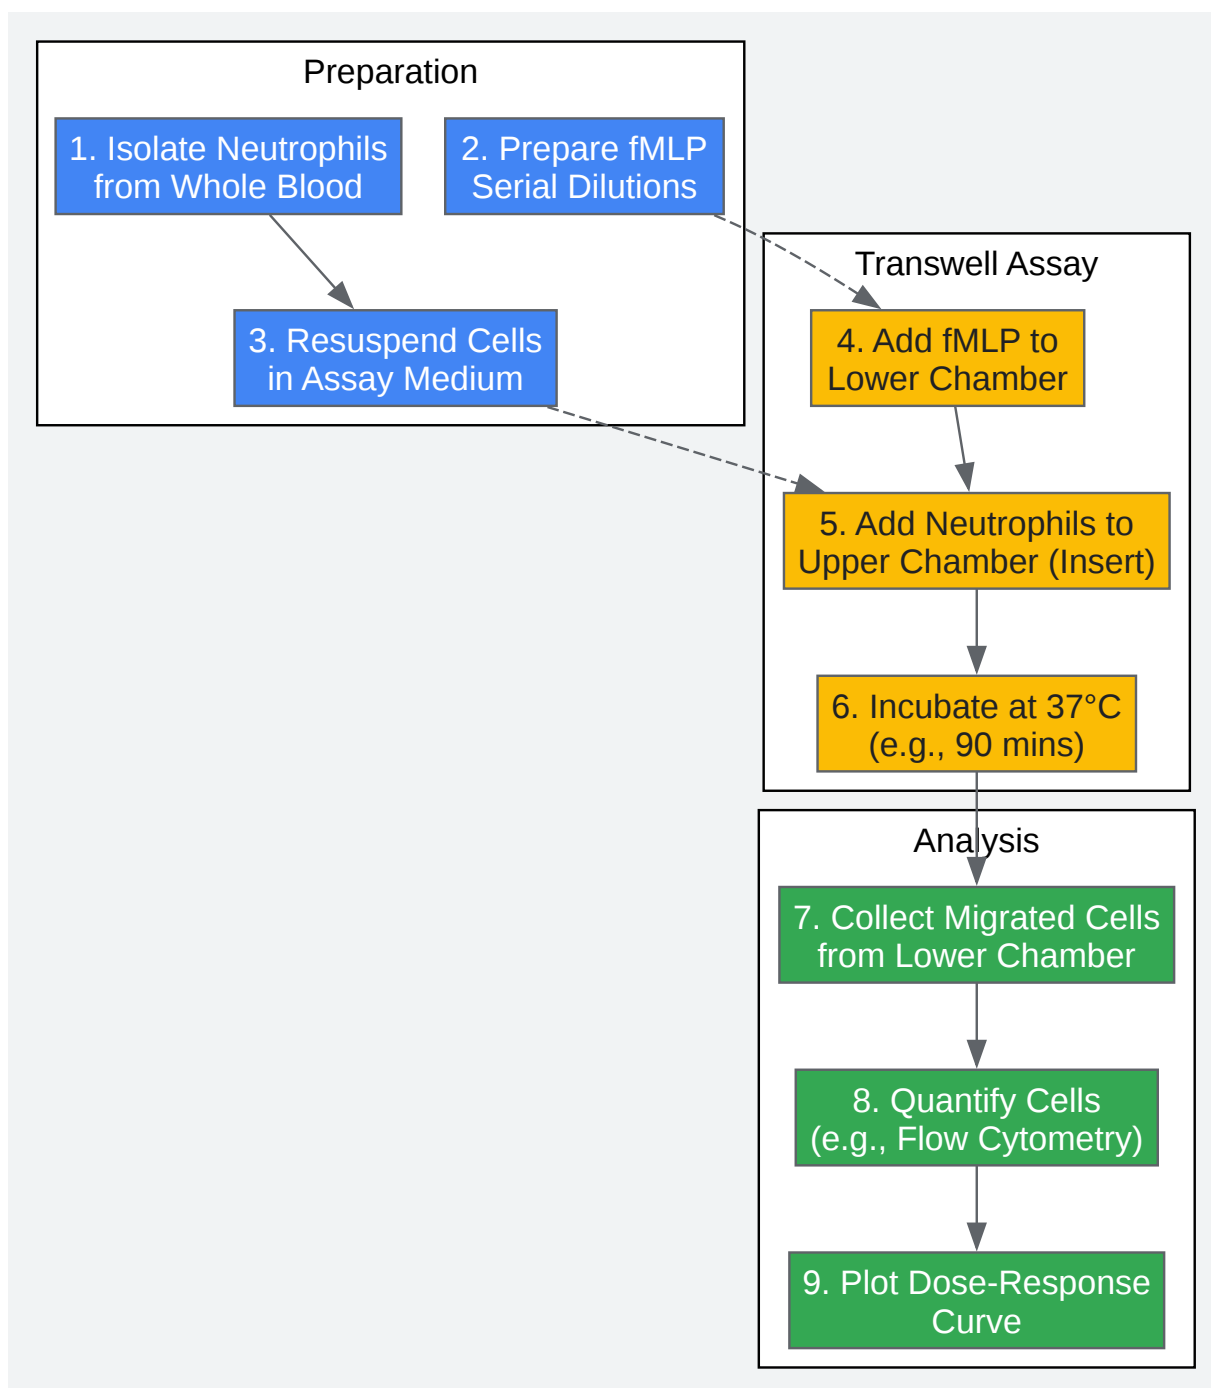 Preparation
1. Isolate Neutrophils
from Whole Blood
2. Prepare fMLP
Serial Dilutions
3. Resuspend Cells
in Assay Medium
Transwell Assay
4. Add fMLP to
Lower Chamber
5. Add Neutrophils to
Upper Chamber (Insert)
6. Incubate at 37°C
(e.g., 90 mins)
Analysis
7. Collect Migrated Cells
from Lower Chamber
8. Quantify Cells
(e.g., Flow Cytometry)
9. Plot Dose-Response
Curve